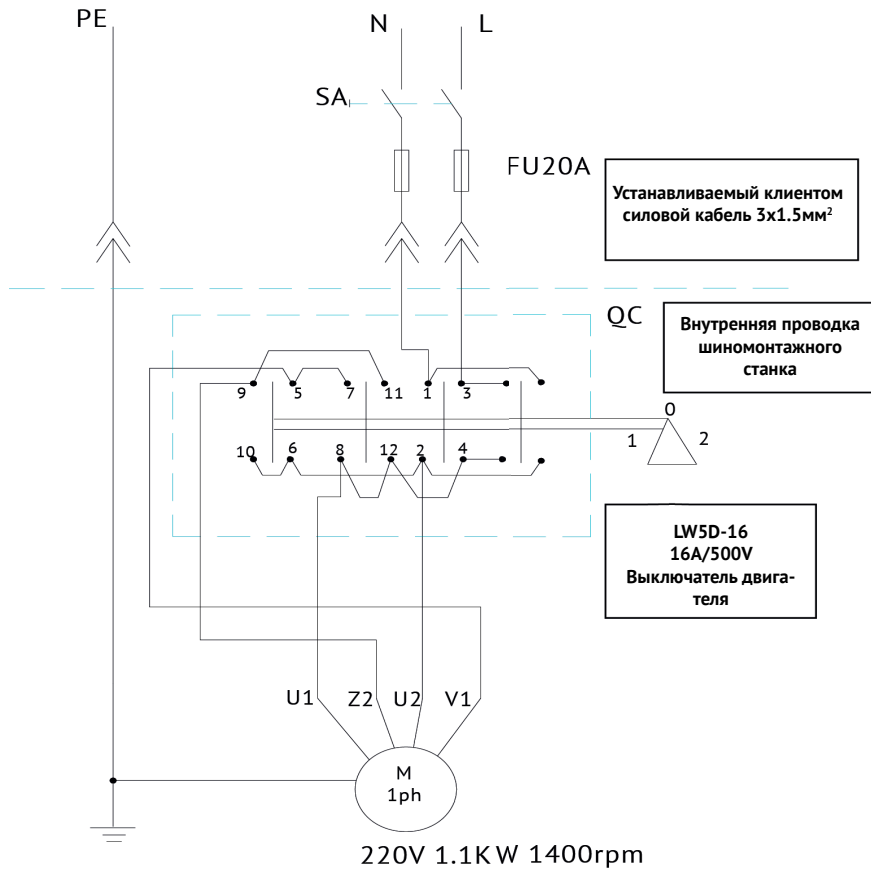 PE
N
L
SA
FU20A
Устанавливаемый клиентом
силовой кабель 3x1.5мм²
QC
Внутренняя проводка
шиномонтажного
станка
9
5
7
11
1
3
0
1
2
10
6
8
12
2
4
LW5D-16
16A/500V
Выключатель двига-
теля
U1
Z2
U2
V1
M
1ph
220V 1.1KW 1400rpm